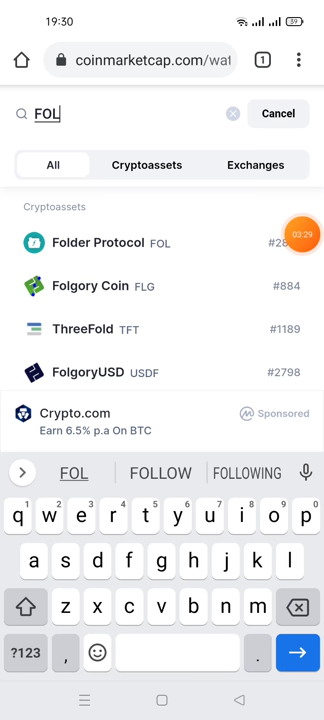 19:30
39
coinmarketcap.com/wat
1
FOL
Cancel
All Cryptoassets Exchanges
Cryptoassets
Folder Protocol FOL
03:29
Folgory Coin FLG #884
ThreeFold TFT #1189
FolgoryUSD USDF #2798
Crypto.com Sponsored
Earn 6.5% p.a On BTC
FOL FOLLOW FOLLOWING
1 2 3 4 5 6 7 8 9 0
q w e r t y u i o p
a s d f g h j k l
z x c v b n m
?123 , .